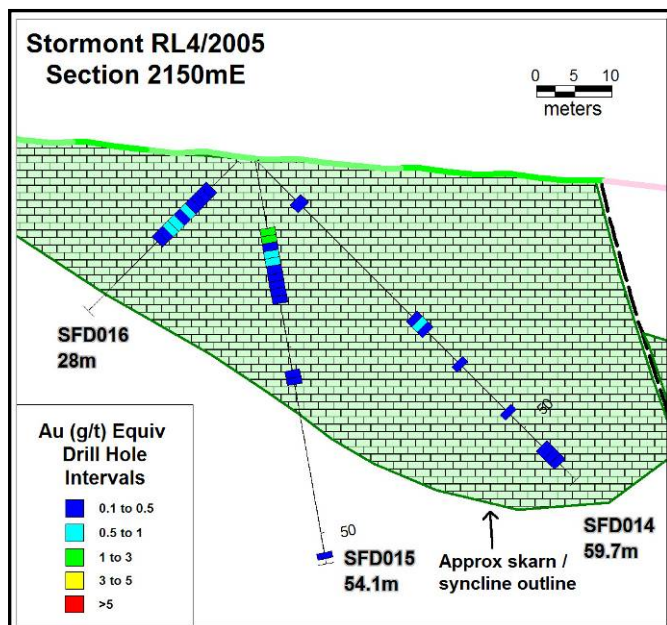 Stormont RL4/2005
Section 2150mE
0 5 10
meters
SFD016
28m
50
50
SFD014
59.7m
SFD015
54.1m
Approx skarn /
syncline outline
Au (g/t) Equiv
Drill Hole
Intervals
0.1 to 0.5
0.5 to 1
1 to 3
3 to 5
>5